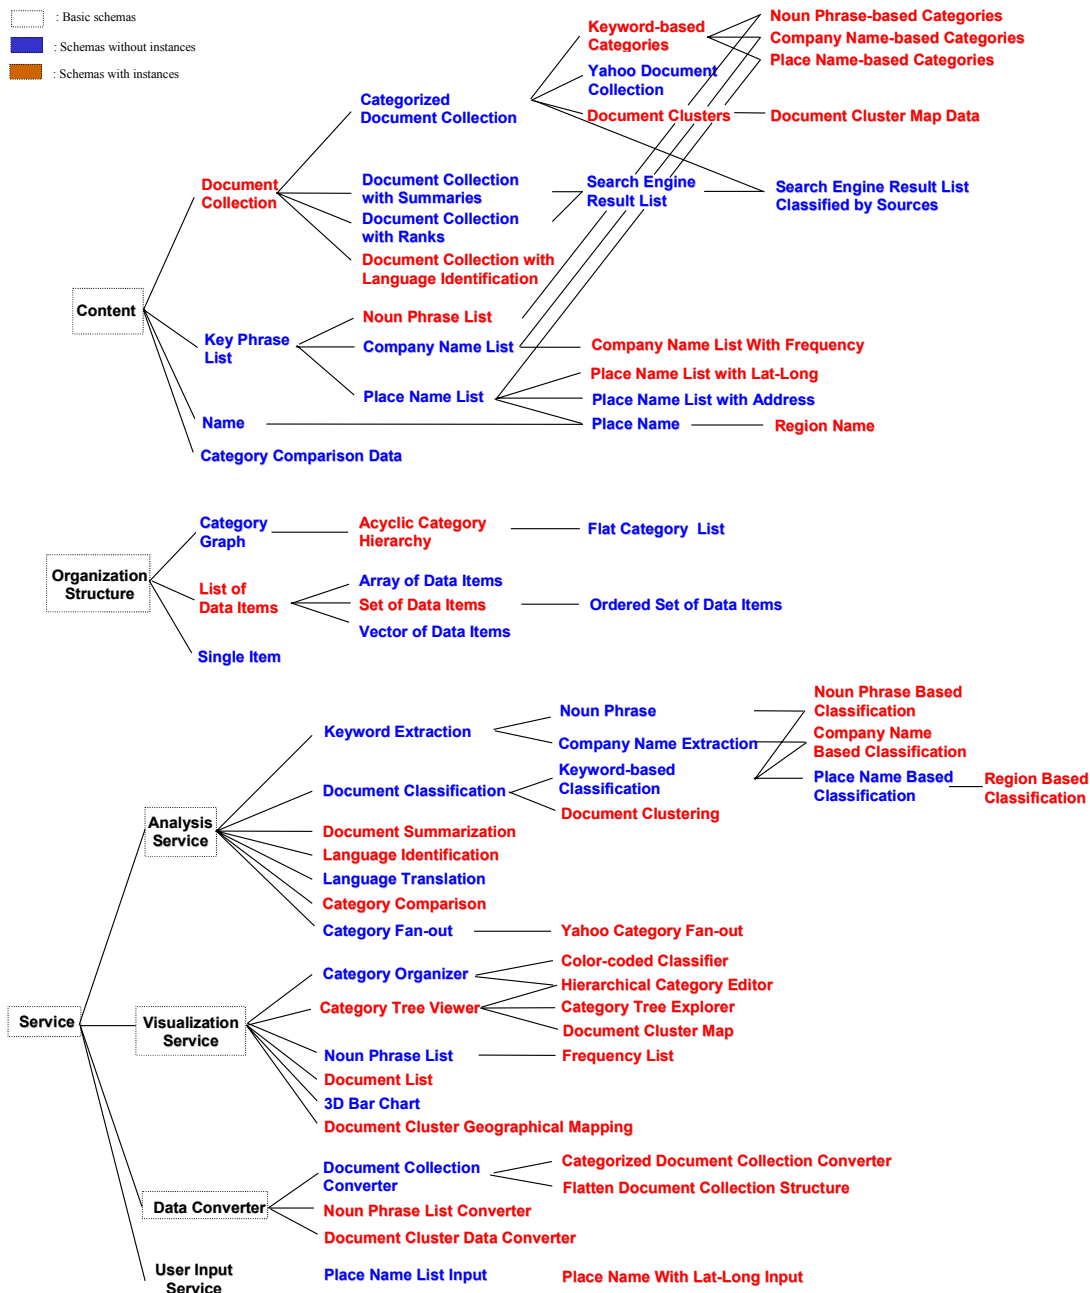 : Basic schemas
: Schemas without instances
: Schemas with instances
Keyword-based
Categories
Noun Phrase-based Categories
Company Name-based Categories
Place Name-based Categories
Yahoo Document
Collection
Categorized
Document Collection
Document Clusters
Document Cluster Map Data
Document
Collection
Document Collection
with Summaries
Search Engine
Result List
Search Engine Result List
Classified by Sources
Document Collection
with Ranks
Document Collection with
Language Identification
Content
Noun Phrase List
Key Phrase
List
Company Name List
Company Name List With Frequency
Place Name List with Lat-Long
Place Name List
Place Name List with Address
Name
Place Name
Region Name
Category Comparison Data
Category
Graph
Acyclic Category
Hierarchy
Flat Category List
Organization
Structure
List of
Data Items
Array of Data Items
Set of Data Items
Ordered Set of Data Items
Vector of Data Items
Single Item
Noun Phrase Based
Classification
Noun Phrase
Keyword Extraction
Company Name Extraction
Company Name
Based Classification
Keyword-based
Classification
Document Classification
Place Name Based
Classification
Region Based
Classification
Document Clustering
Analysis
Service
Document Summarization
Language Identification
Language Translation
Category Comparison
Category Fan-out
Yahoo Category Fan-out
Color-coded Classifier
Category Organizer
Hierarchical Category Editor
Category Tree Viewer
Category Tree Explorer
Document Cluster Map
Service
Visualization
Service
Noun Phrase List
Frequency List
Document List
3D Bar Chart
Document Cluster Geographical Mapping
Document Collection
Converter
Categorized Document Collection Converter
Flatten Document Collection Structure
Data Converter
Noun Phrase List Converter
Document Cluster Data Converter
User Input
Service
Place Name List Input
Place Name With Lat-Long Input